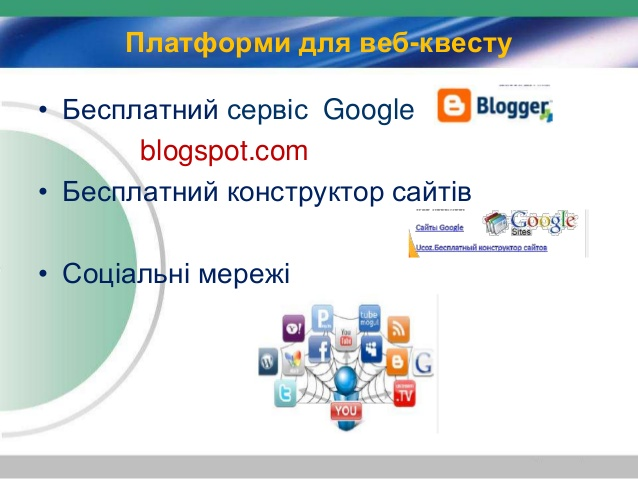 Платформи для веб-квесту
• Бесплатний сервіс Google
Blogger
blogspot.com
• Бесплатний конструктор сайтів
Сайты Google
Google
Sites
Ucoz.Бесплатный конструктор сайтов
• Соціальні мережі
tube
mogul
You
Tube
G
.TV
YOU